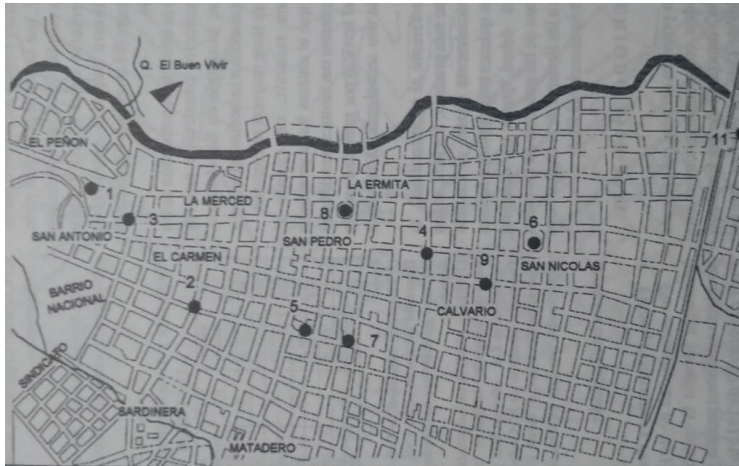 Q. El Buen Vivir
EL PEÑON
11
1
LA ERMITA
LA MERCED
8
3
SAN ANTONIO
SAN PEDRO
4
6
EL CARMEN
9
SAN NICOLAS
BARRIO
NACIONAL
2
CALVARIO
5
7
SINDICATO
SARDINERA
MATADERO